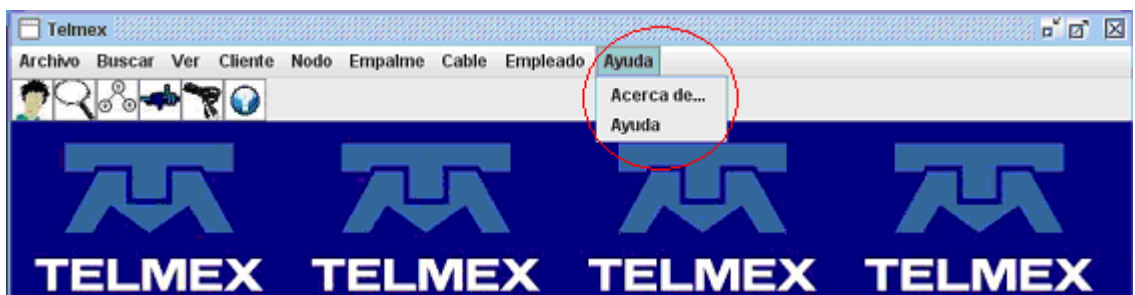 Telmex
Archivo Buscar Ver Cliente Nodo Empalme Cable Empleado Ayuda
Acerca de...
Ayuda
TELMEX TELMEX TELMEX TELMEX